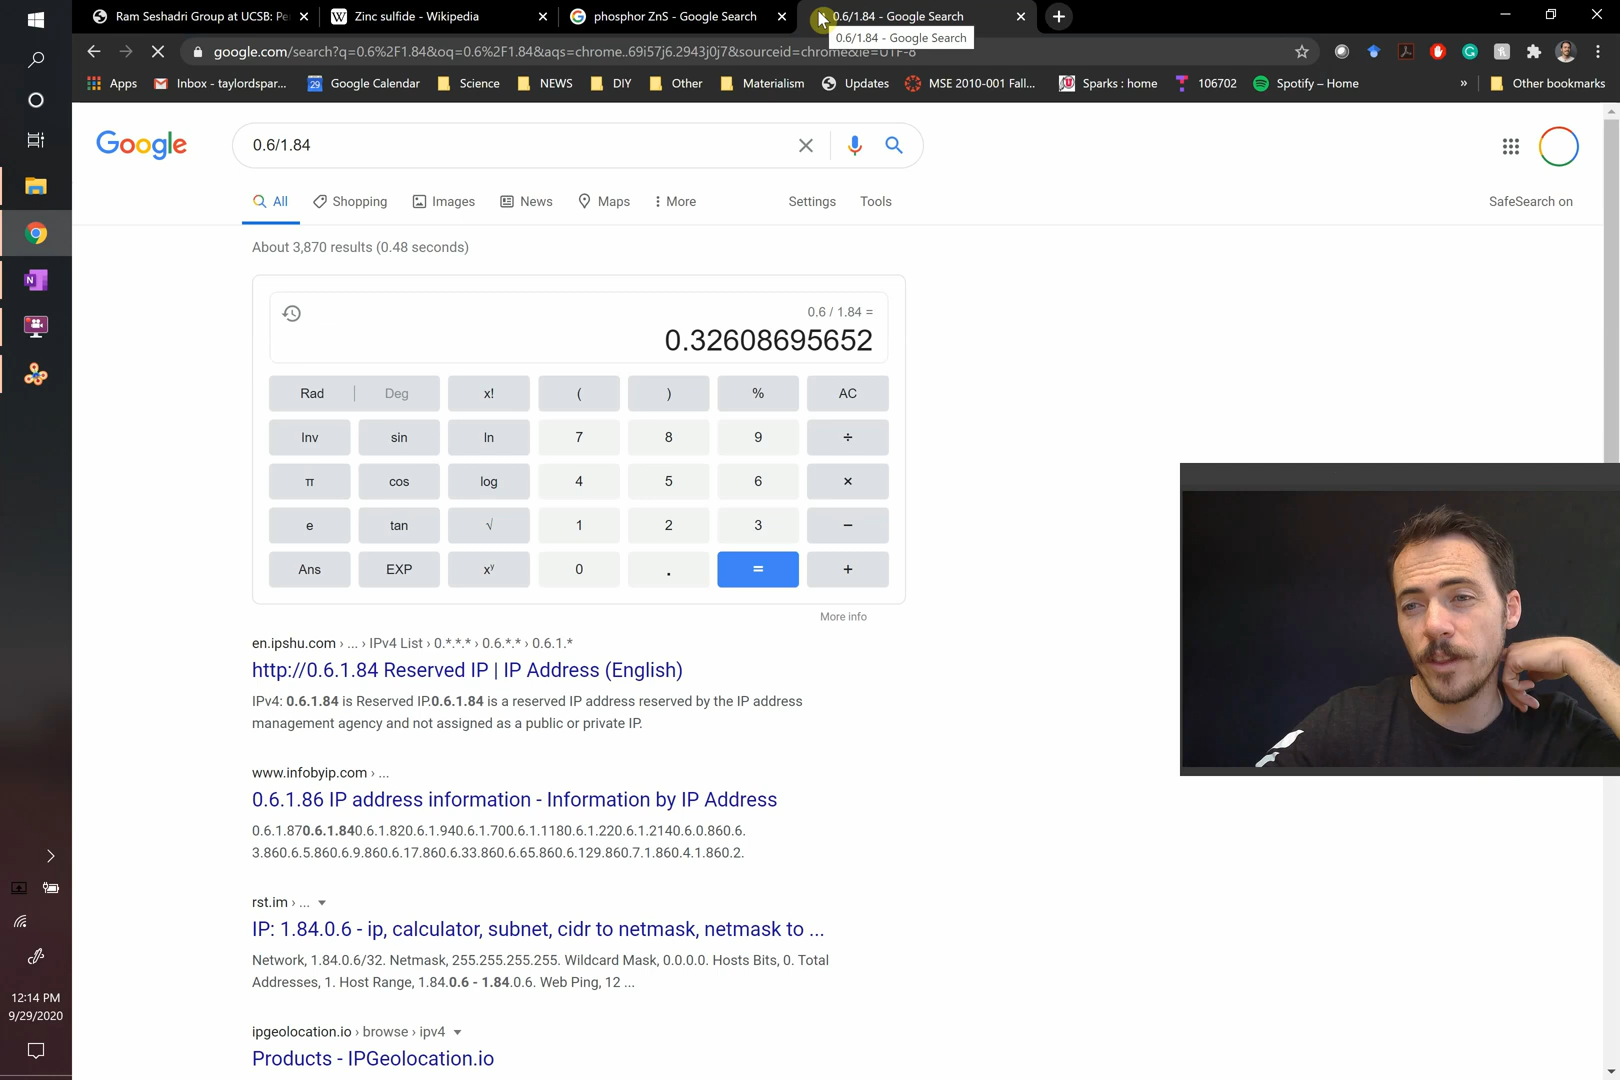 Ram Seshadri Group at UCSB: Pe
Zinc sulfide - Wikipedia
phosphor ZnS - Google Search
0.6/1.84 - Google Search
0.6/1.84 - Google Search
google.com/search?q=0.6%2F1.84&oq=0.6%2F1.84&aqs=chrome..69i57j6.2943j0j7&sourceid=chrome&ie=UTF-8
Apps
Inbox - taylordspar...
Google Calendar
Science
NEWS
DIY
Other
Materialism
Updates
MSE 2010-001 Fall...
Sparks : home
106702
Spotify – Home
»
Other bookmarks
Google
0.6/1.84
All
Shopping
Images
News
Maps
More
Settings
Tools
SafeSearch on
About 3,870 results (0.48 seconds)
0.6 / 1.84 =
0.32608695652
Rad | Deg x! ( ) % AC
Inv sin ln 7 8 9 ÷
π cos log 4 5 6 ×
e tan √ 1 2 3 −
Ans EXP xʸ 0 . = +
More info
en.ipshu.com › ... › IPv4 List › 0.*.*.* › 0.6.*.* › 0.6.1.*
http://0.6.1.84 Reserved IP | IP Address (English)
IPv4: 0.6.1.84 is Reserved IP.0.6.1.84 is a reserved IP address reserved by the IP address
management agency and not assigned as a public or private IP.
www.infobyip.com › ...
0.6.1.86 IP address information - Information by IP Address
0.6.1.870.6.1.840.6.1.820.6.1.940.6.1.700.6.1.1180.6.1.220.6.1.2140.6.0.860.6.
3.860.6.5.860.6.9.860.6.17.860.6.33.860.6.65.860.6.129.860.7.1.860.4.1.860.2.
rst.im › ...
IP: 1.84.0.6 - ip, calculator, subnet, cidr to netmask, netmask to ...
Network, 1.84.0.6/32. Netmask, 255.255.255.255. Wildcard Mask, 0.0.0.0. Hosts Bits, 0. Total
Addresses, 1. Host Range, 1.84.0.6 - 1.84.0.6. Web Ping, 12 ...
ipgeolocation.io › browse › ipv4
Products - IPGeolocation.io
12:14 PM
9/29/2020